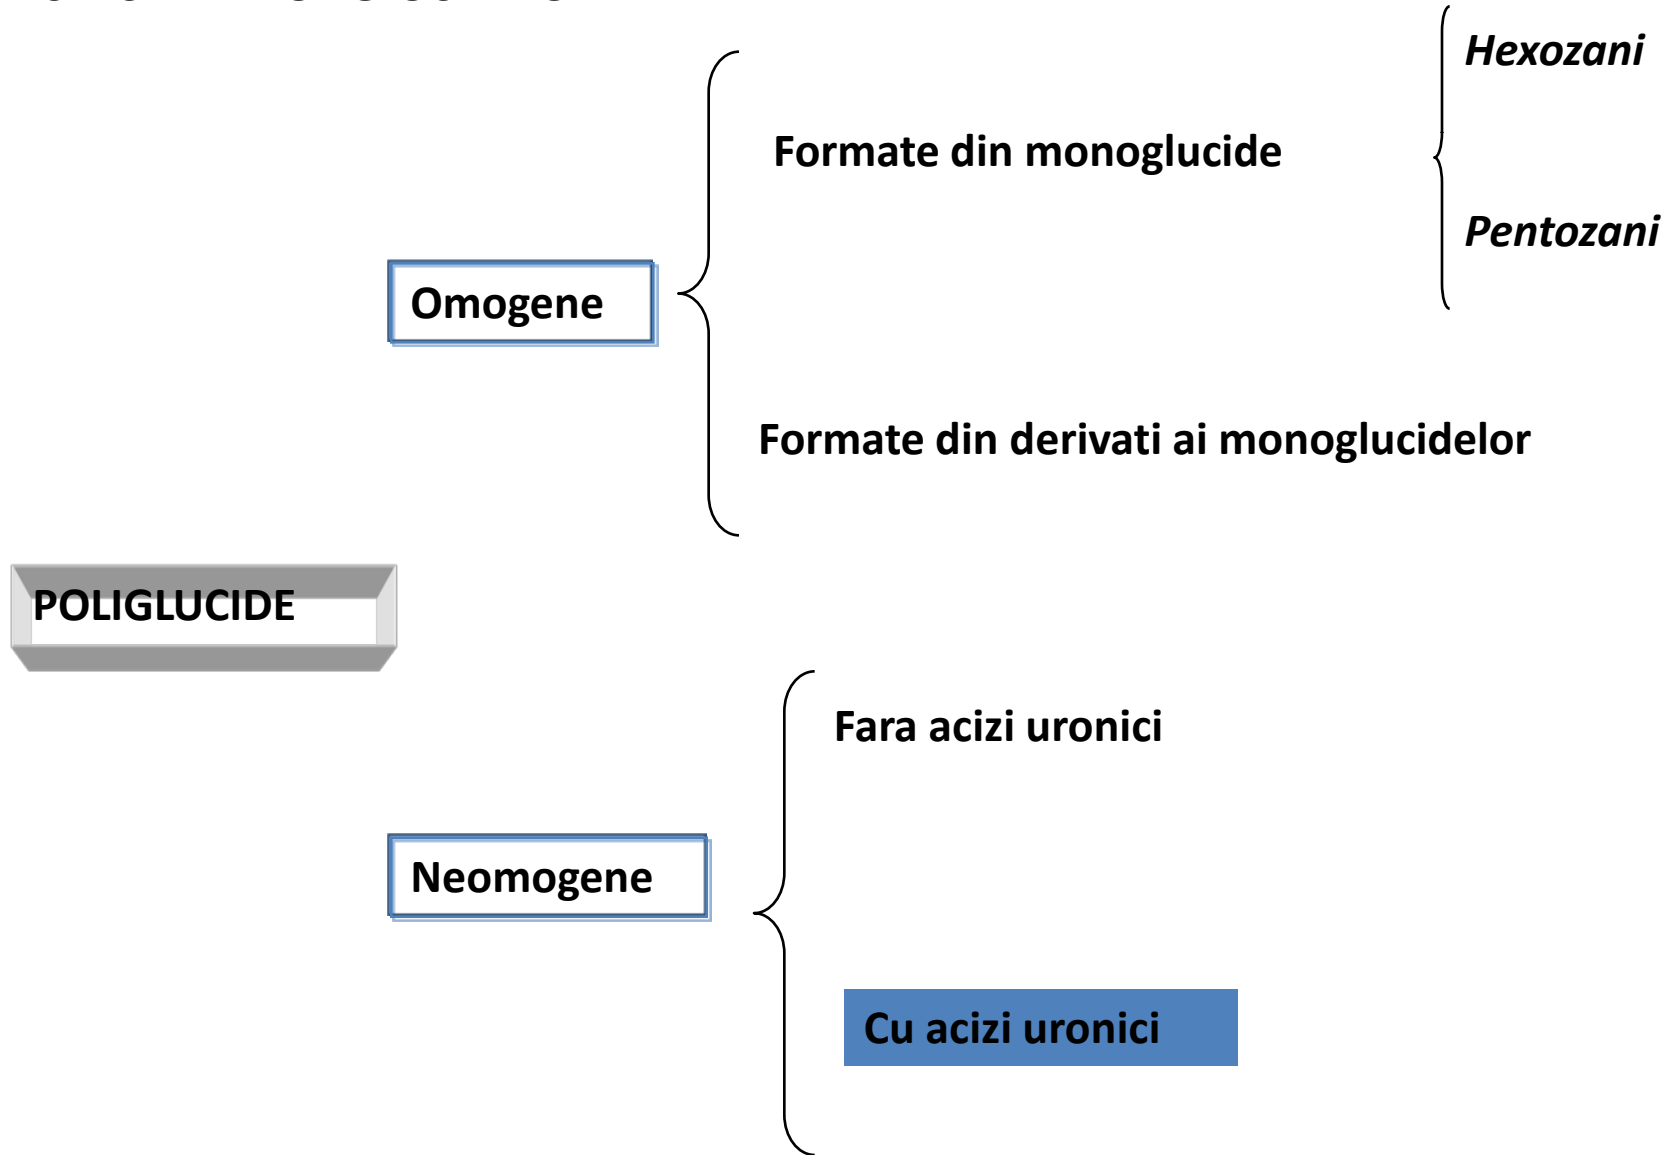 Hexozani
Formate din monoglucide
Pentozani
Omogene
Formate din derivati ai monoglucidelor
POLIGLUCIDE
Fara acizi uronici
Neomogene
Cu acizi uronici